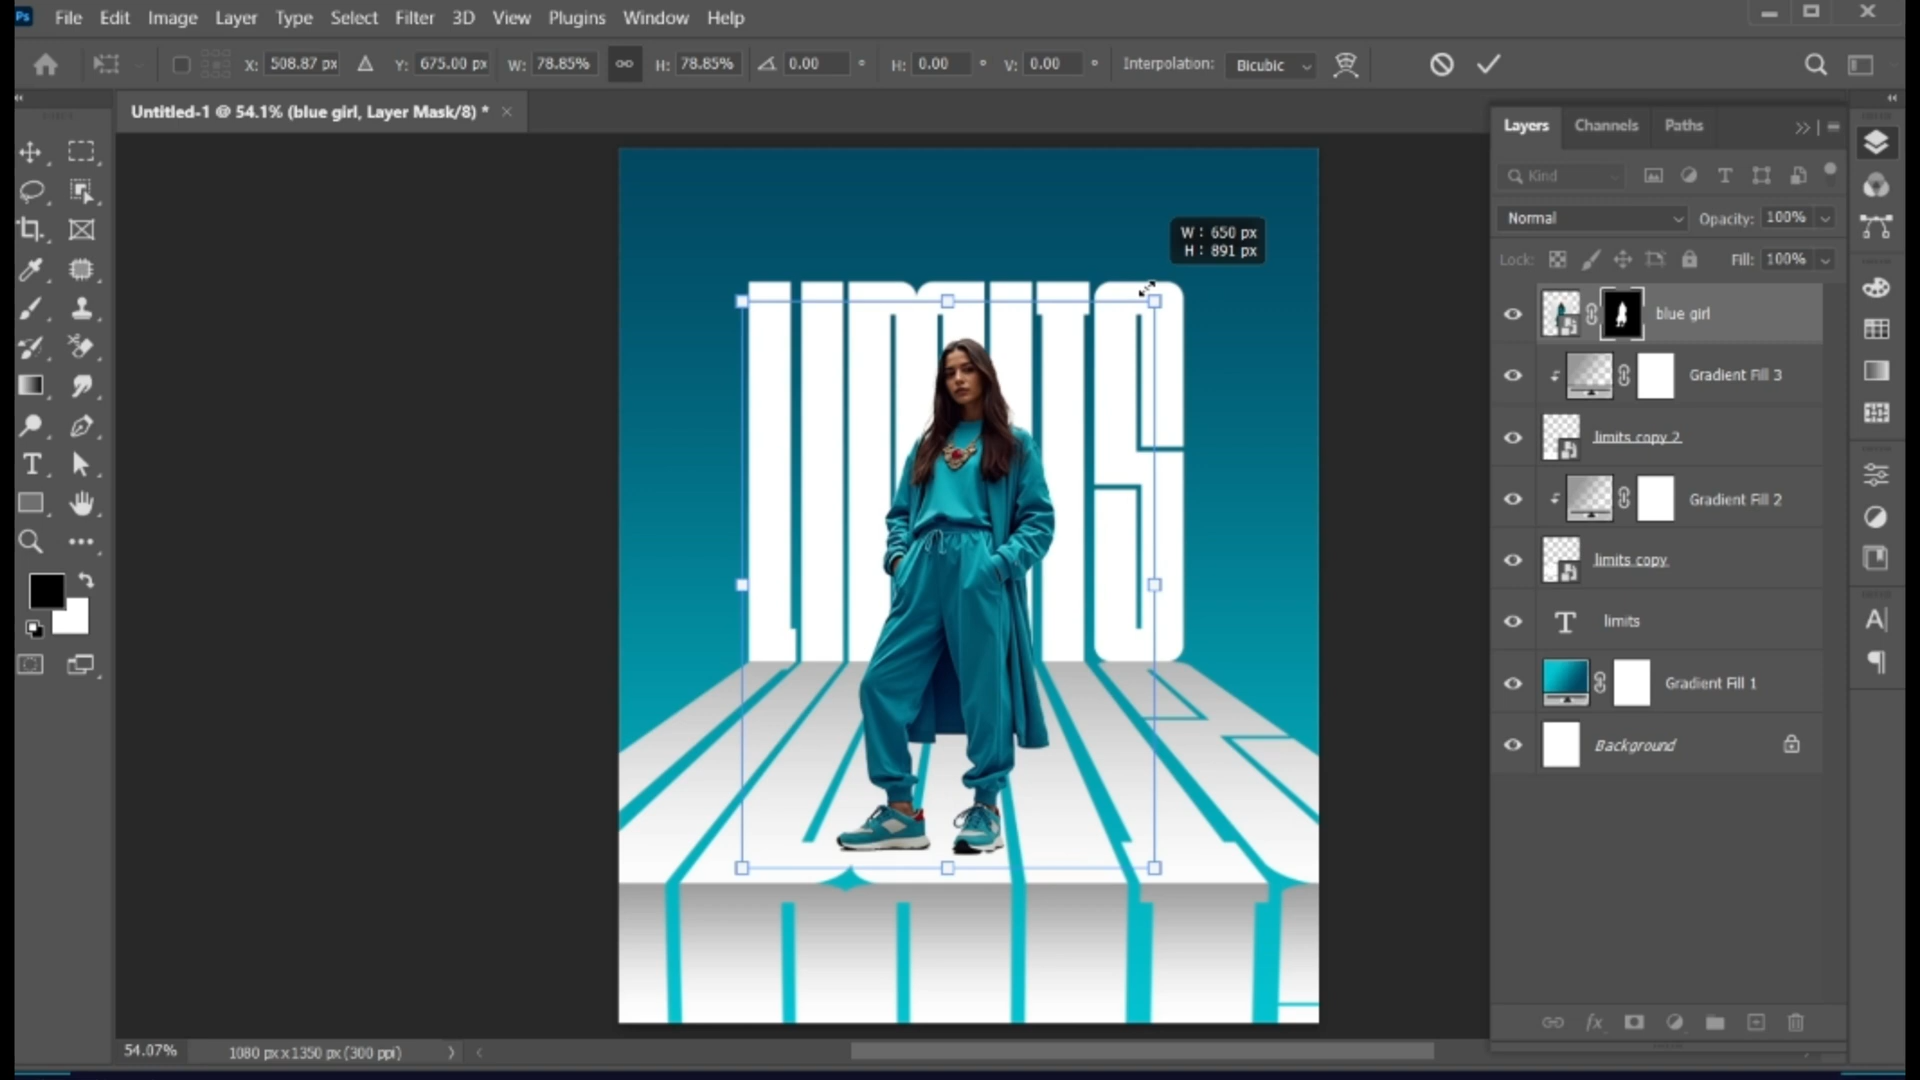 Ps File Edit Image Layer Type Select Filter 3D View Plugins Window Help
X: 508.87 px Y: 675.00 px W: 78.85% H: 78.85% 0.00 ° H: 0.00 ° V: 0.00 ° Interpolation: Bicubic
Untitled-1 @ 54.1% (blue girl, Layer Mask/8) * ×
Layers Channels Paths
Kind
Normal Opacity: 100%
Lock: Fill: 100%
W : 650 px
H : 891 px
LIMITS
blue girl
Gradient Fill 3
limits copy 2
Gradient Fill 2
limits copy
limits
Gradient Fill 1
Background
54.07% 1080 px x 1350 px (300 ppi)